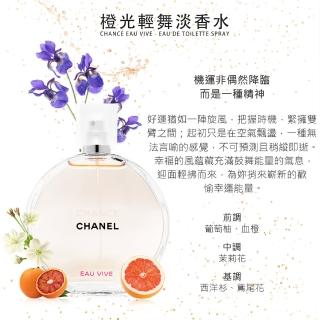 橙光輕舞淡香水
CHANCE EAU VIVE - EAU DE TOILETTE SPRAY
機運非偶然降臨
而是一種精神
好運猶如一陣旋風，把握時機，緊擁雙
臂之間；起初只是在空氣飄盪，一種無
法言喻的感覺，不可預測且稍縱即逝。
幸福的風蘊藏充滿鼓舞能量的氣息，
迎面輕拂而來，為妳捎來嶄新的歡
愉幸運能量。
前調
葡萄柚、血橙
中調
茉莉花
基調
西洋杉、鳶尾花
CHANCE
CHANEL
EAU VIVE